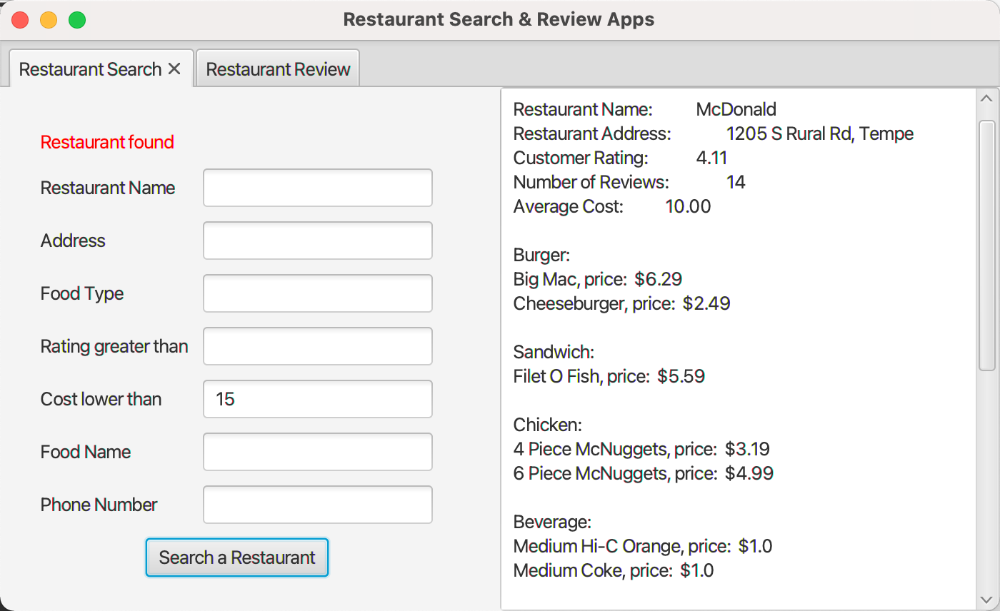 Restaurant Search & Review Apps
Restaurant Search
Restaurant Review
Restaurant found
Restaurant Name
Address
Food Type
Rating greater than
Cost lower than 15
Food Name
Phone Number
Search a Restaurant
Restaurant Name: McDonald
Restaurant Address: 1205 S Rural Rd, Tempe
Customer Rating: 4.11
Number of Reviews: 14
Average Cost: 10.00
Burger:
Big Mac, price: $6.29
Cheeseburger, price: $2.49
Sandwich:
Filet O Fish, price: $5.59
Chicken:
4 Piece McNuggets, price: $3.19
6 Piece McNuggets, price: $4.99
Beverage:
Medium Hi-C Orange, price: $1.0
Medium Coke, price: $1.0